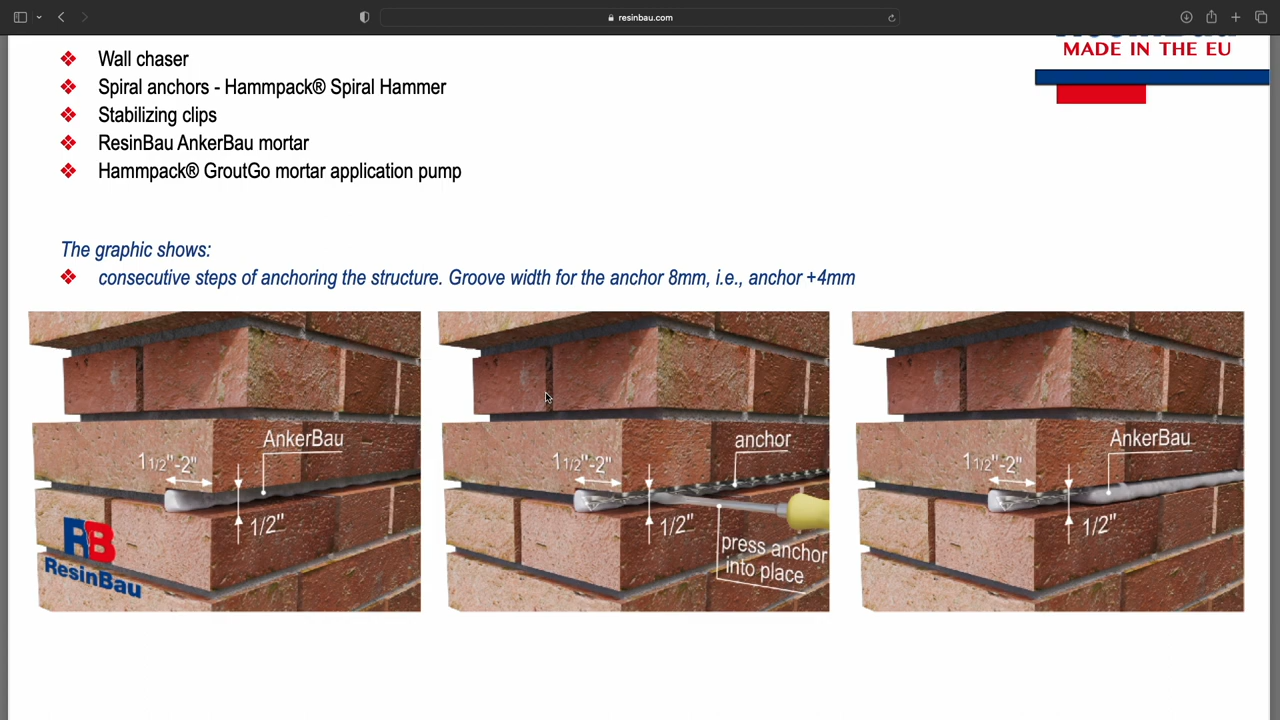 resinbau.com
MADE IN THE EU
❖ Wall chaser
❖ Spiral anchors - Hammpack® Spiral Hammer
❖ Stabilizing clips
❖ ResinBau AnkerBau mortar
❖ Hammpack® GroutGo mortar application pump
The graphic shows:
❖ consecutive steps of anchoring the structure. Groove width for the anchor 8mm, i.e., anchor +4mm
AnkerBau
1 1/2"-2"
1/2"
RB
ResinBau
anchor
1 1/2"-2"
1/2"
press anchor
into place
AnkerBau
1 1/2"-2"
1/2"